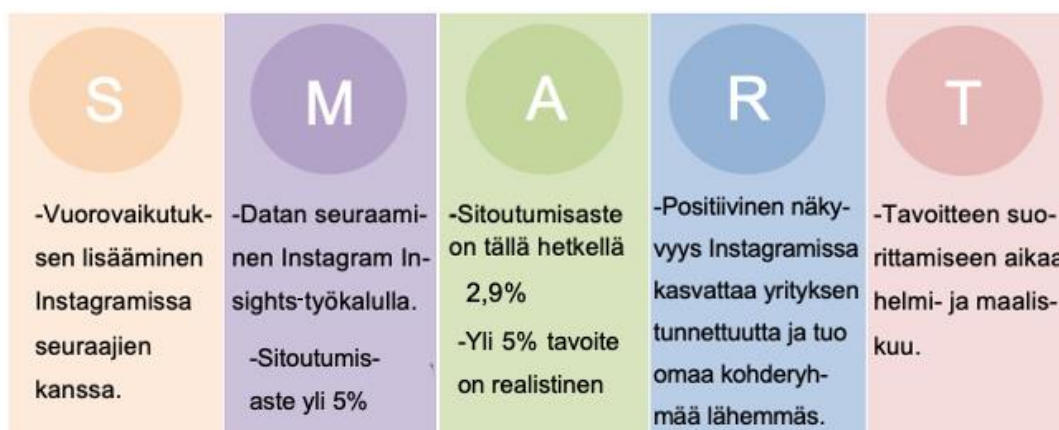 S
-Vuorovaikutuk-
sen lisääminen
Instagramissa
seuraajien
kanssa.
M
-Datan seuraami-
nen Instagram In-
sights-työkalulla.
-Sitoutumis-
aste yli 5%
A
-Sitoutumisaste
on tällä hetkellä
2,9%
-Yli 5% tavoite
on realistinen
R
-Positiivinen näky-
vyys Instagramissa
kasvattaa yrityksen
tunnettuutta ja tuo
omaa kohderyh-
mää lähemmäs.
T
-Tavoitteen suo-
rittamiseen aikaa
helmi- ja maalis-
kuu.